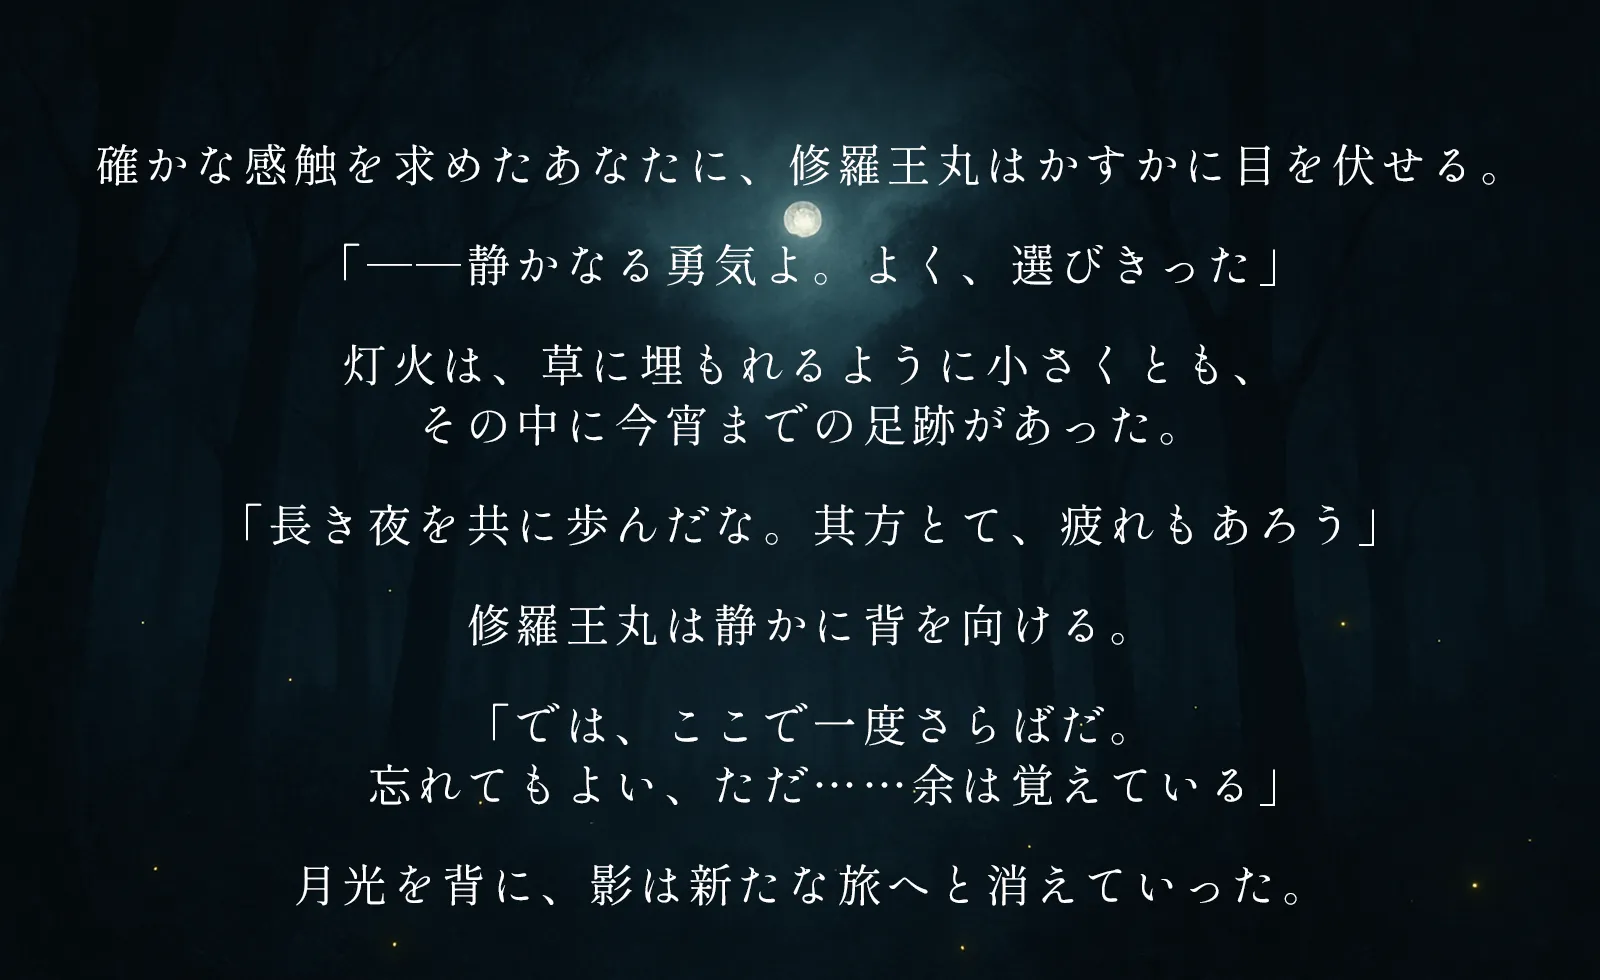 確かな感触を求めたあなたに、修羅王丸はかすかに目を伏せる。
「——静かなる勇気よ。よく、選びきった」
灯火は、草に埋もれるように小さくとも、
その中に今宵までの足跡があった。
「長き夜を共に歩んだな。其方とて、疲れもあろう」
修羅王丸は静かに背を向ける。
「では、ここで一度さらばだ。
忘れてもよい、ただ……余は覚えている」
月光を背に、影は新たな旅へと消えていった。